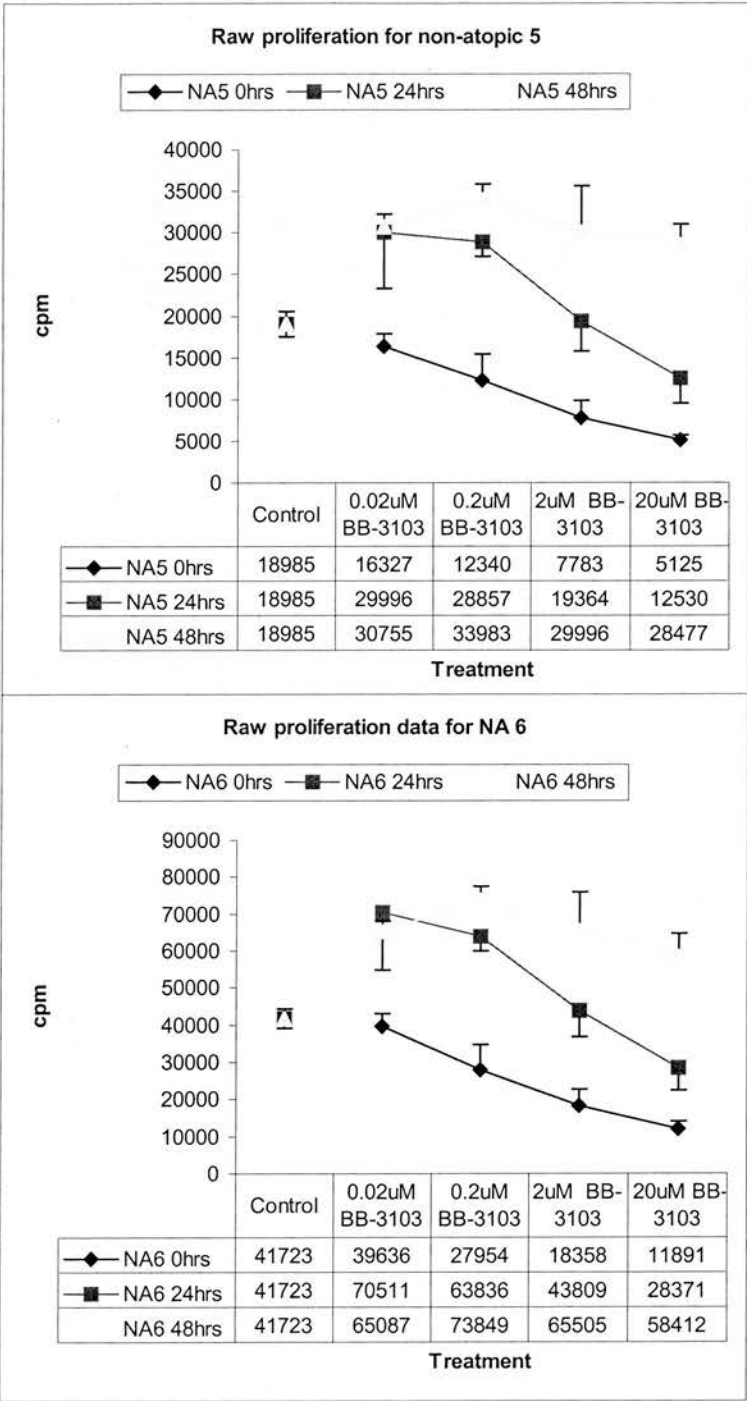 Raw proliferation for non-atopic 5
NA5 0hrs NA5 24hrs NA5 48hrs
40000
35000
30000
25000
20000
15000
10000
5000
0
cpm
Control 0.02uM BB-3103 0.2uM BB-3103 2uM BB-3103 20uM BB-3103
NA5 0hrs 18985 16327 12340 7783 5125
NA5 24hrs 18985 29996 28857 19364 12530
NA5 48hrs 18985 30755 33983 29996 28477
Treatment
Raw proliferation data for NA 6
NA6 0hrs NA6 24hrs NA6 48hrs
90000
80000
70000
60000
50000
40000
30000
20000
10000
0
cpm
Control 0.02uM BB-3103 0.2uM BB-3103 2uM BB-3103 20uM BB-3103
NA6 0hrs 41723 39636 27954 18358 11891
NA6 24hrs 41723 70511 63836 43809 28371
NA6 48hrs 41723 65087 73849 65505 58412
Treatment